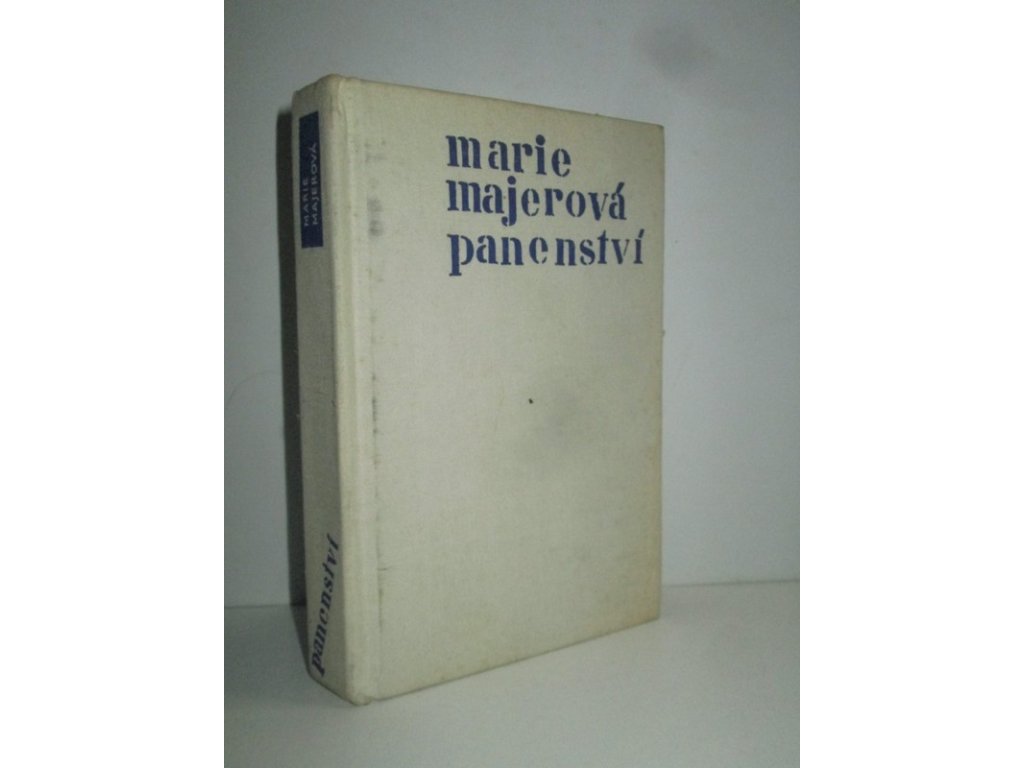 marie
majerová
panenství
MARIE
MAJEROVÁ
panenství